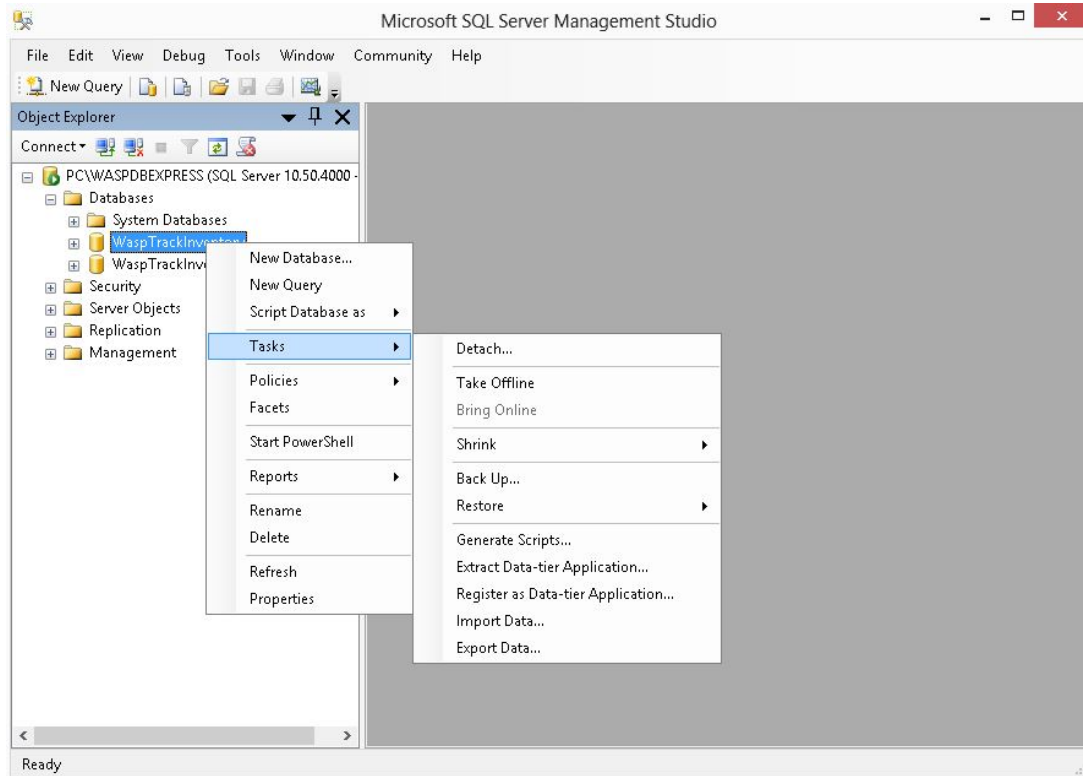 Microsoft SQL Server Management Studio
File Edit View Debug Tools Window Community Help
New Query
Object Explorer
Connect
PC\WASPDBEXPRESS (SQL Server 10.50.4000 -
Databases
System Databases
WaspTrackInventory
WaspTrackInv
Security
Server Objects
Replication
Management
New Database...
New Query
Script Database as
Tasks
Policies
Facets
Start PowerShell
Reports
Rename
Delete
Refresh
Properties
Detach...
Take Offline
Bring Online
Shrink
Back Up...
Restore
Generate Scripts...
Extract Data-tier Application...
Register as Data-tier Application...
Import Data...
Export Data...
Ready